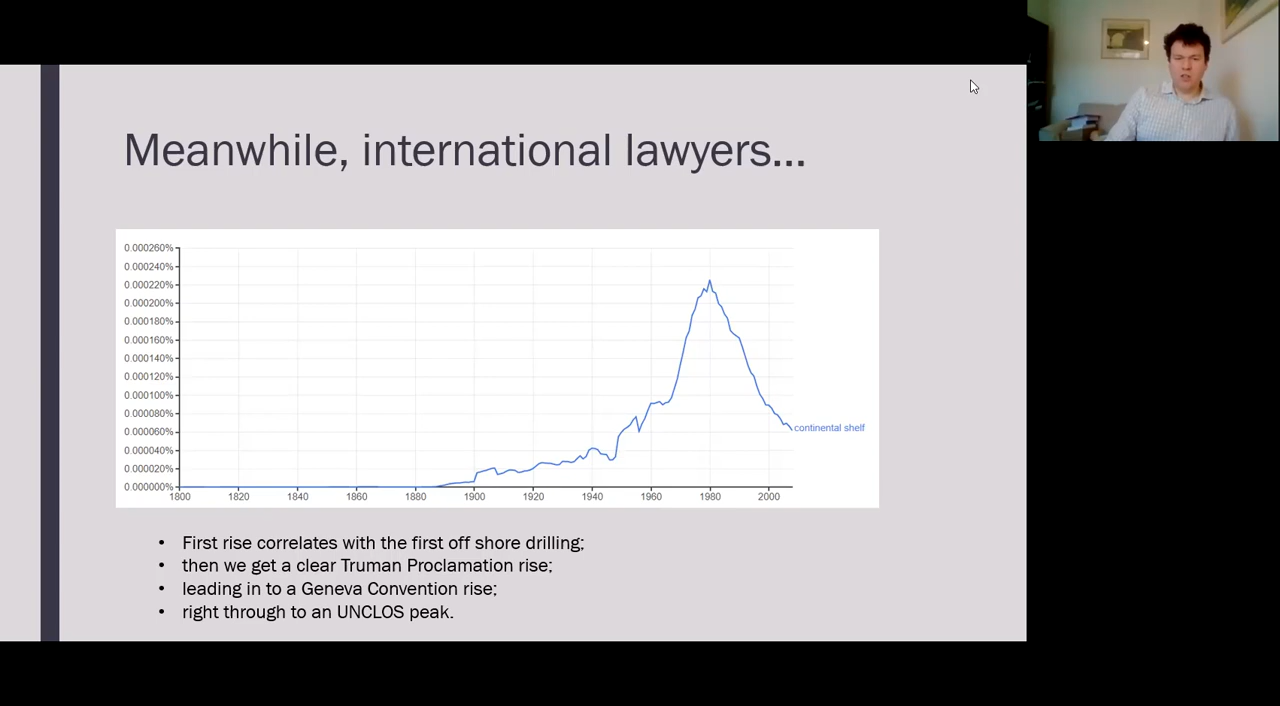 Meanwhile, international lawyers...
0.000260%
0.000240%
0.000220%
0.000200%
0.000180%
0.000160%
0.000140%
0.000120%
0.000100%
0.000080%
0.000060%
0.000040%
0.000020%
0.000000%
continental shelf
1800 1820 1840 1860 1880 1900 1920 1940 1960 1980 2000
• First rise correlates with the first off shore drilling;
• then we get a clear Truman Proclamation rise;
• leading in to a Geneva Convention rise;
• right through to an UNCLOS peak.